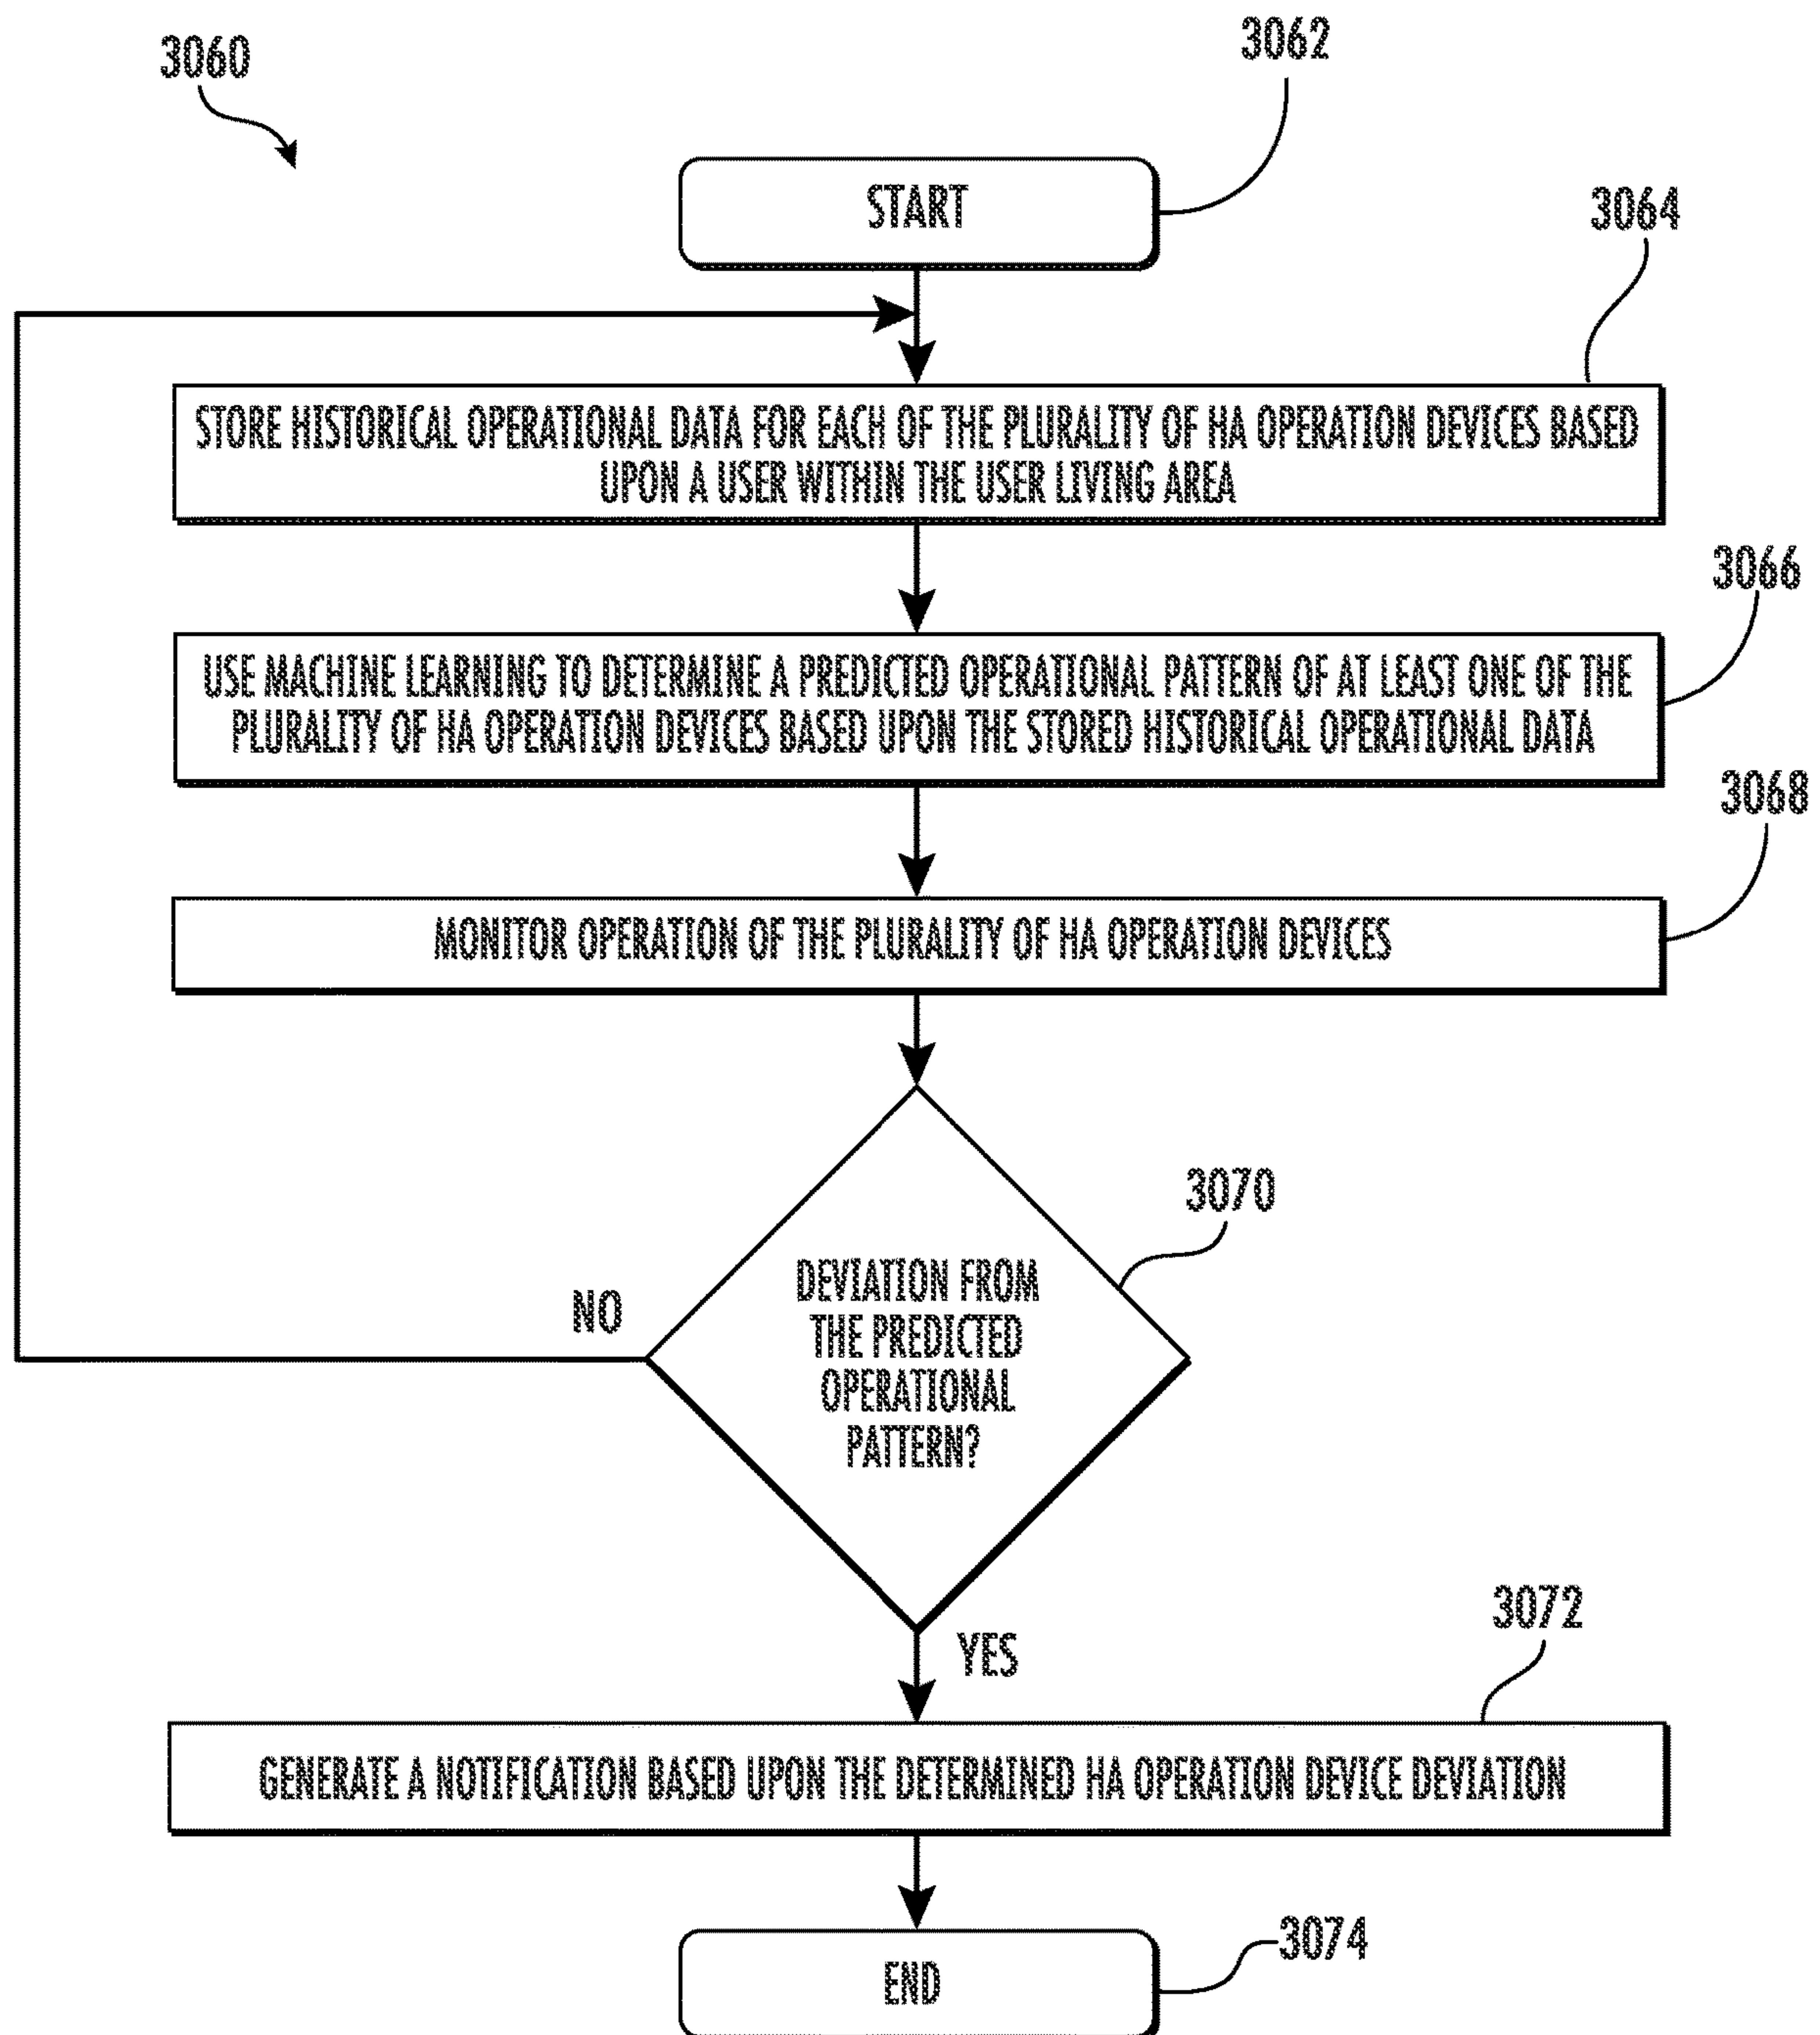 3060
3062
START
3064
STORE HISTORICAL OPERATIONAL DATA FOR EACH OF THE PLURALITY OF HA OPERATION DEVICES BASED
UPON A USER WITHIN THE USER LIVING AREA
3066
USE MACHINE LEARNING TO DETERMINE A PREDICTED OPERATIONAL PATTERN OF AT LEAST ONE OF THE
PLURALITY OF HA OPERATION DEVICES BASED UPON THE STORED HISTORICAL OPERATIONAL DATA
3068
MONITOR OPERATION OF THE PLURALITY OF HA OPERATION DEVICES
3070
DEVIATION FROM
THE PREDICTED
OPERATIONAL
PATTERN?
NO
YES
3072
GENERATE A NOTIFICATION BASED UPON THE DETERMINED HA OPERATION DEVICE DEVIATION
3074
END